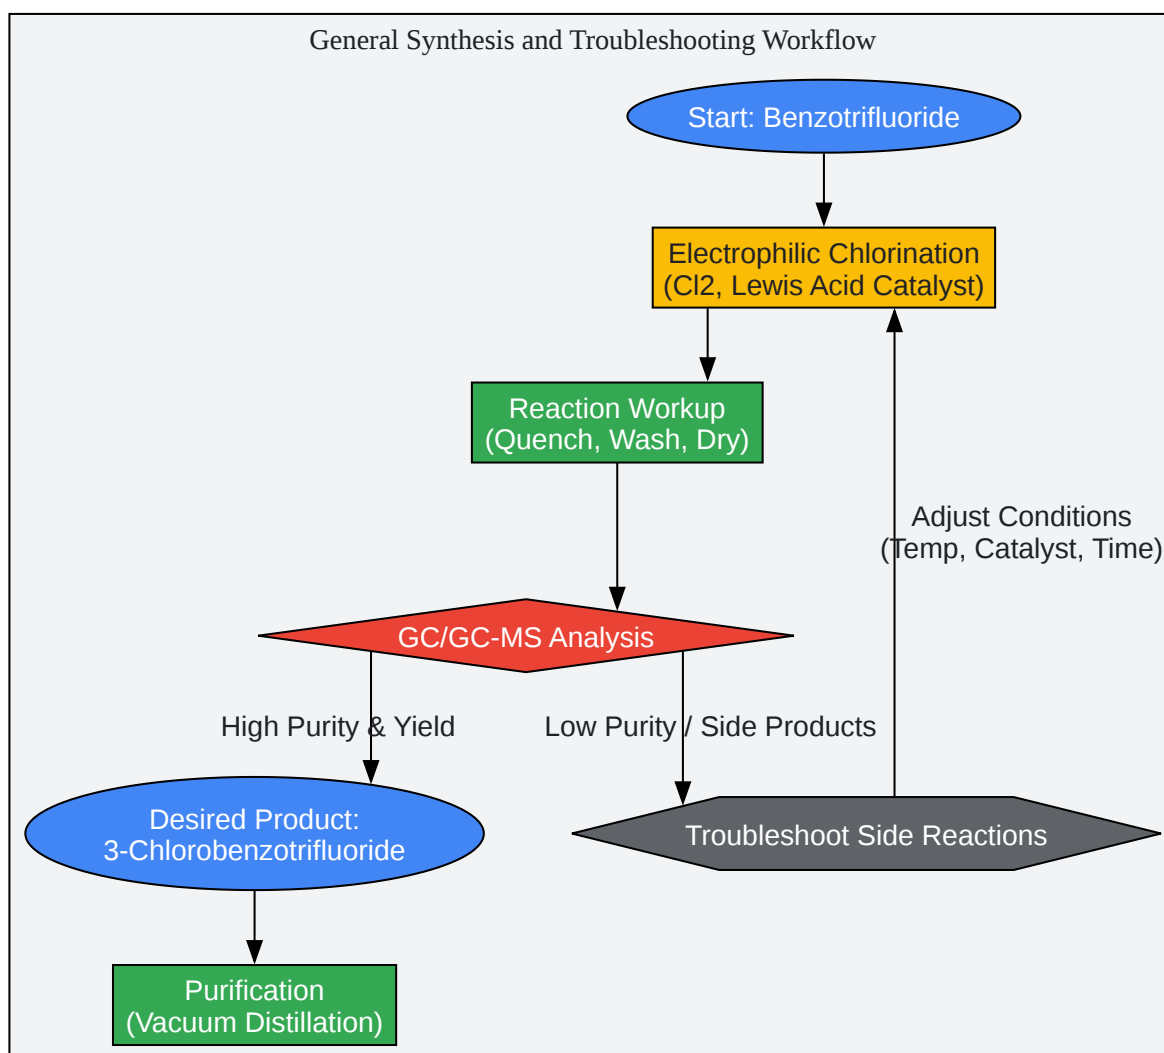 General Synthesis and Troubleshooting Workflow
Start: Benzotrifluoride
Electrophilic Chlorination
(Cl2, Lewis Acid Catalyst)
Reaction Workup
(Quench, Wash, Dry)
Adjust Conditions
(Temp, Catalyst, Time)
GC/GC-MS Analysis
High Purity & Yield
Low Purity / Side Products
Desired Product:
3-Chlorobenzotrifluoride
Troubleshoot Side Reactions
Purification
(Vacuum Distillation)